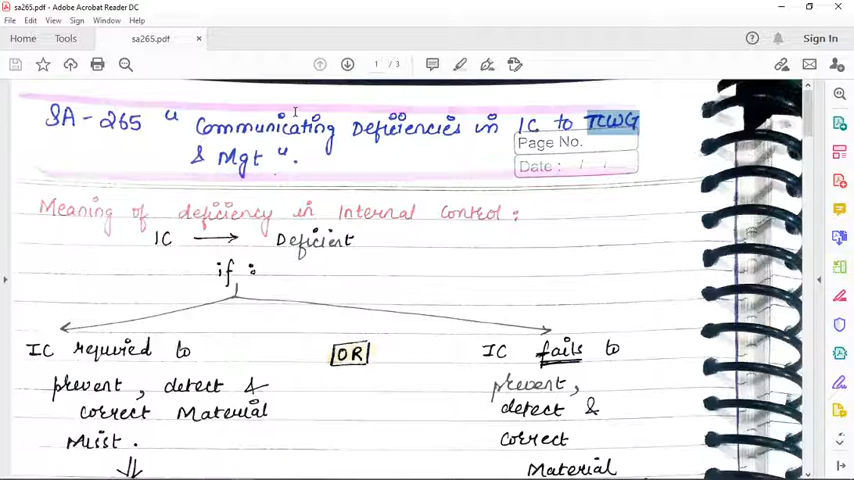 sa265.pdf - Adobe Acrobat Reader DC
File Edit View Sign Window Help
Home Tools sa265.pdf × Sign In
1 / 3
SA - 265 " Communicating Deficiencies in IC to TCWG
& Mgt ".
Page No.
Date : / /
Meaning of deficiency in Internal Control :
IC → Deficient
if :
IC required to OR IC fails to
prevent, detect & prevent,
correct Material detect &
Misst. correct
Material